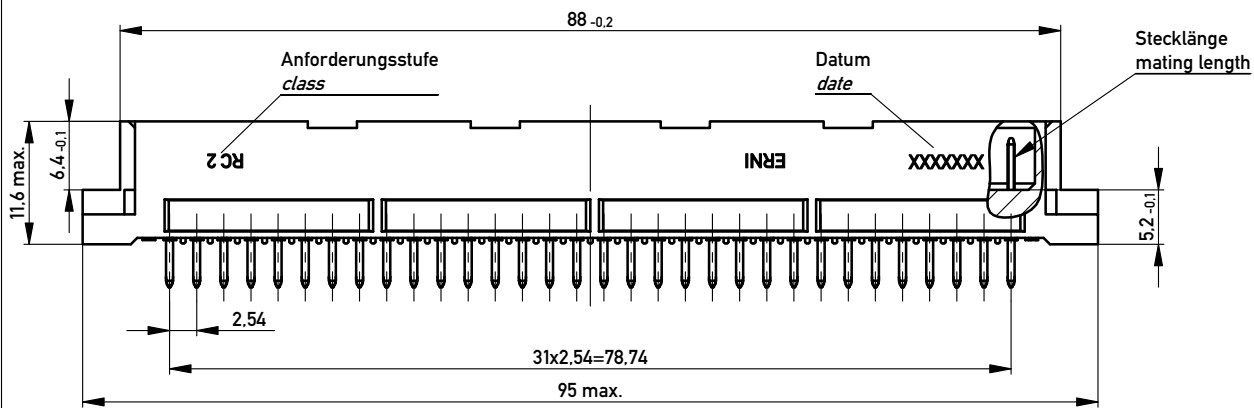 88 -0,2
Anforderungsstufe
class
Datum
date
Stecklänge
mating length
11.6 max.
6,4 -0,1
RC 2
ERNI
XXXXXXX
5,2 -0,1
2,54
31x2,54=78,74
95 max.